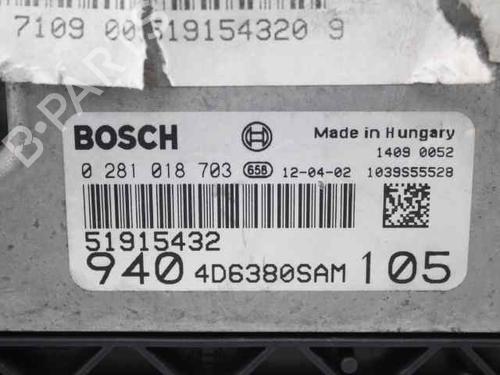 7109 00519154320 9
BOSCH
Made in Hungary
1409 0052
0 281 018 703 658 12-04-02 1039S55528
51915432
940 4D6380SAM 105